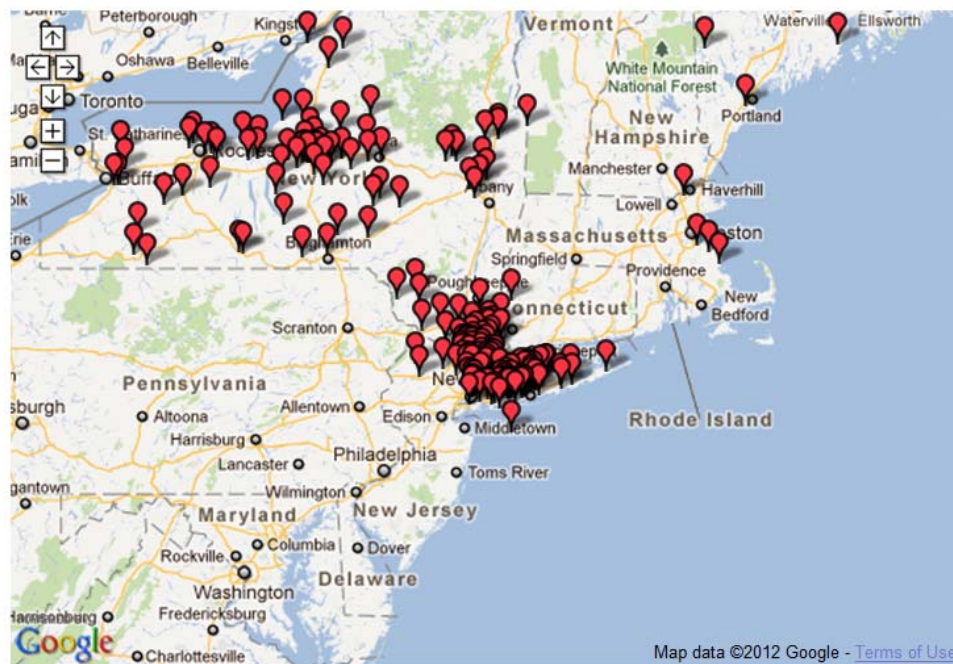 Peterborough
Kingst
Vermont
Waterville
Ellsworth
Oshawa
Belleville
White Mountain
National Forest
Toronto
New
Hampshire
Portland
St. Catharines
Manchester
Haverhill
Buffalo
New York
Albany
Lowell
Massachusetts
Erie
Binghamton
Springfield
Providence
Poughkeepsie
New
Bedford
Scranton
Pennsylvania
Allentown
Edison
Rhode Island
Altoona
Middletown
Harrisburg
Philadelphia
Lancaster
Toms River
Wilmington
New Jersey
Maryland
Columbia
Dover
Rockville
Delaware
Washington
Fredericksburg
Google
Charlottesville
Map data ©2012 Google - Terms of Use